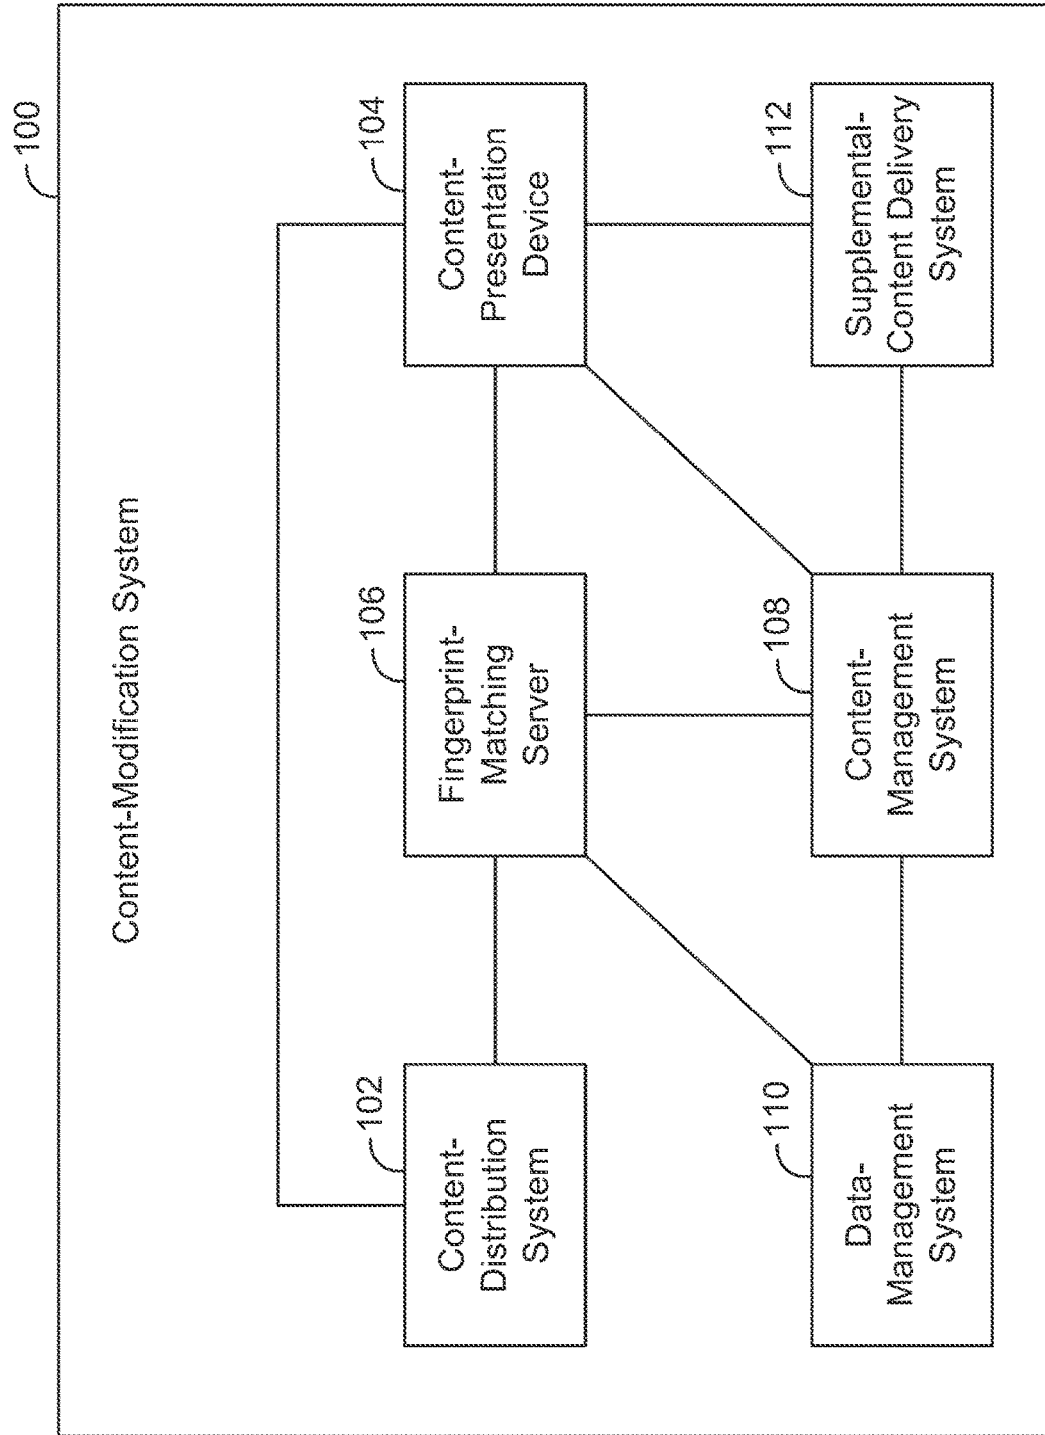 100
Content-Modification System
102
Content-
Distribution
System
106
Fingerprint-
Matching
Server
104
Content-
Presentation
Device
110
Data-
Management
System
108
Content-
Management
System
112
Supplemental-
Content Delivery
System